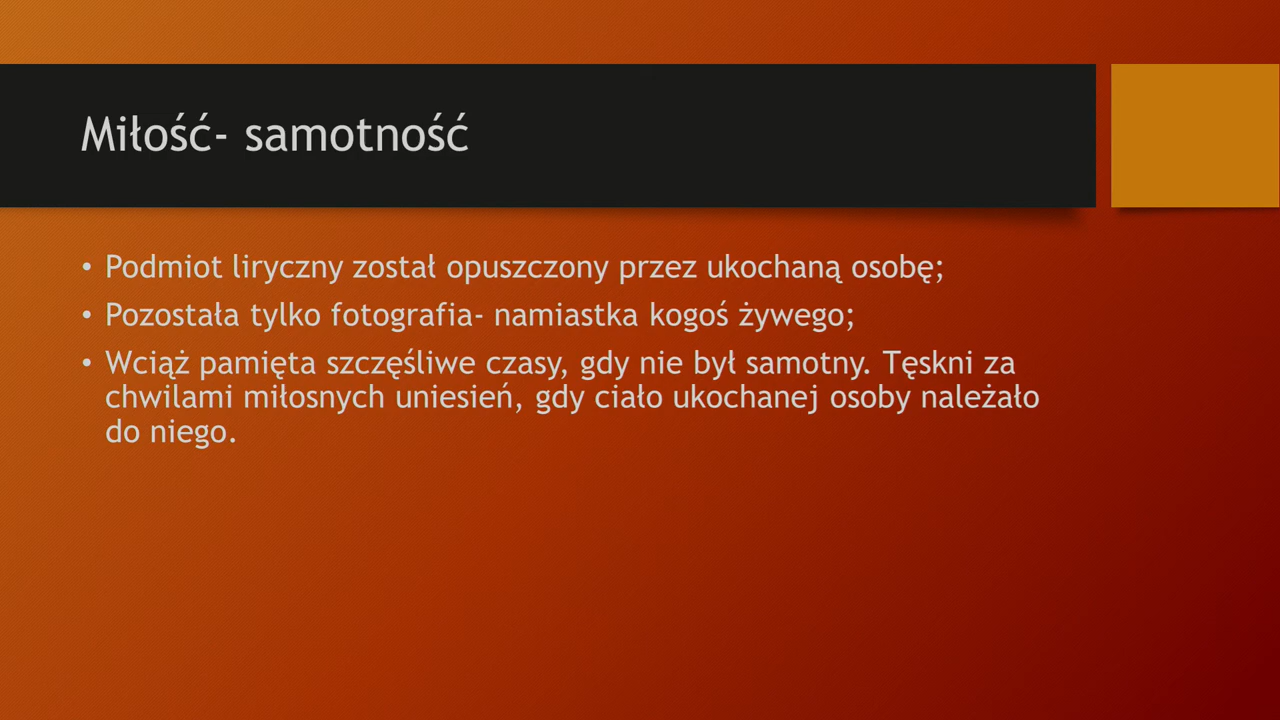 Miłość- samotność
• Podmiot liryczny został opuszczony przez ukochaną osobę;
• Pozostała tylko fotografia- namiastka kogoś żywego;
• Wciąż pamięta szczęśliwe czasy, gdy nie był samotny. Tęskni za
chwilami miłosnych uniesień, gdy ciało ukochanej osoby należało
do niego.